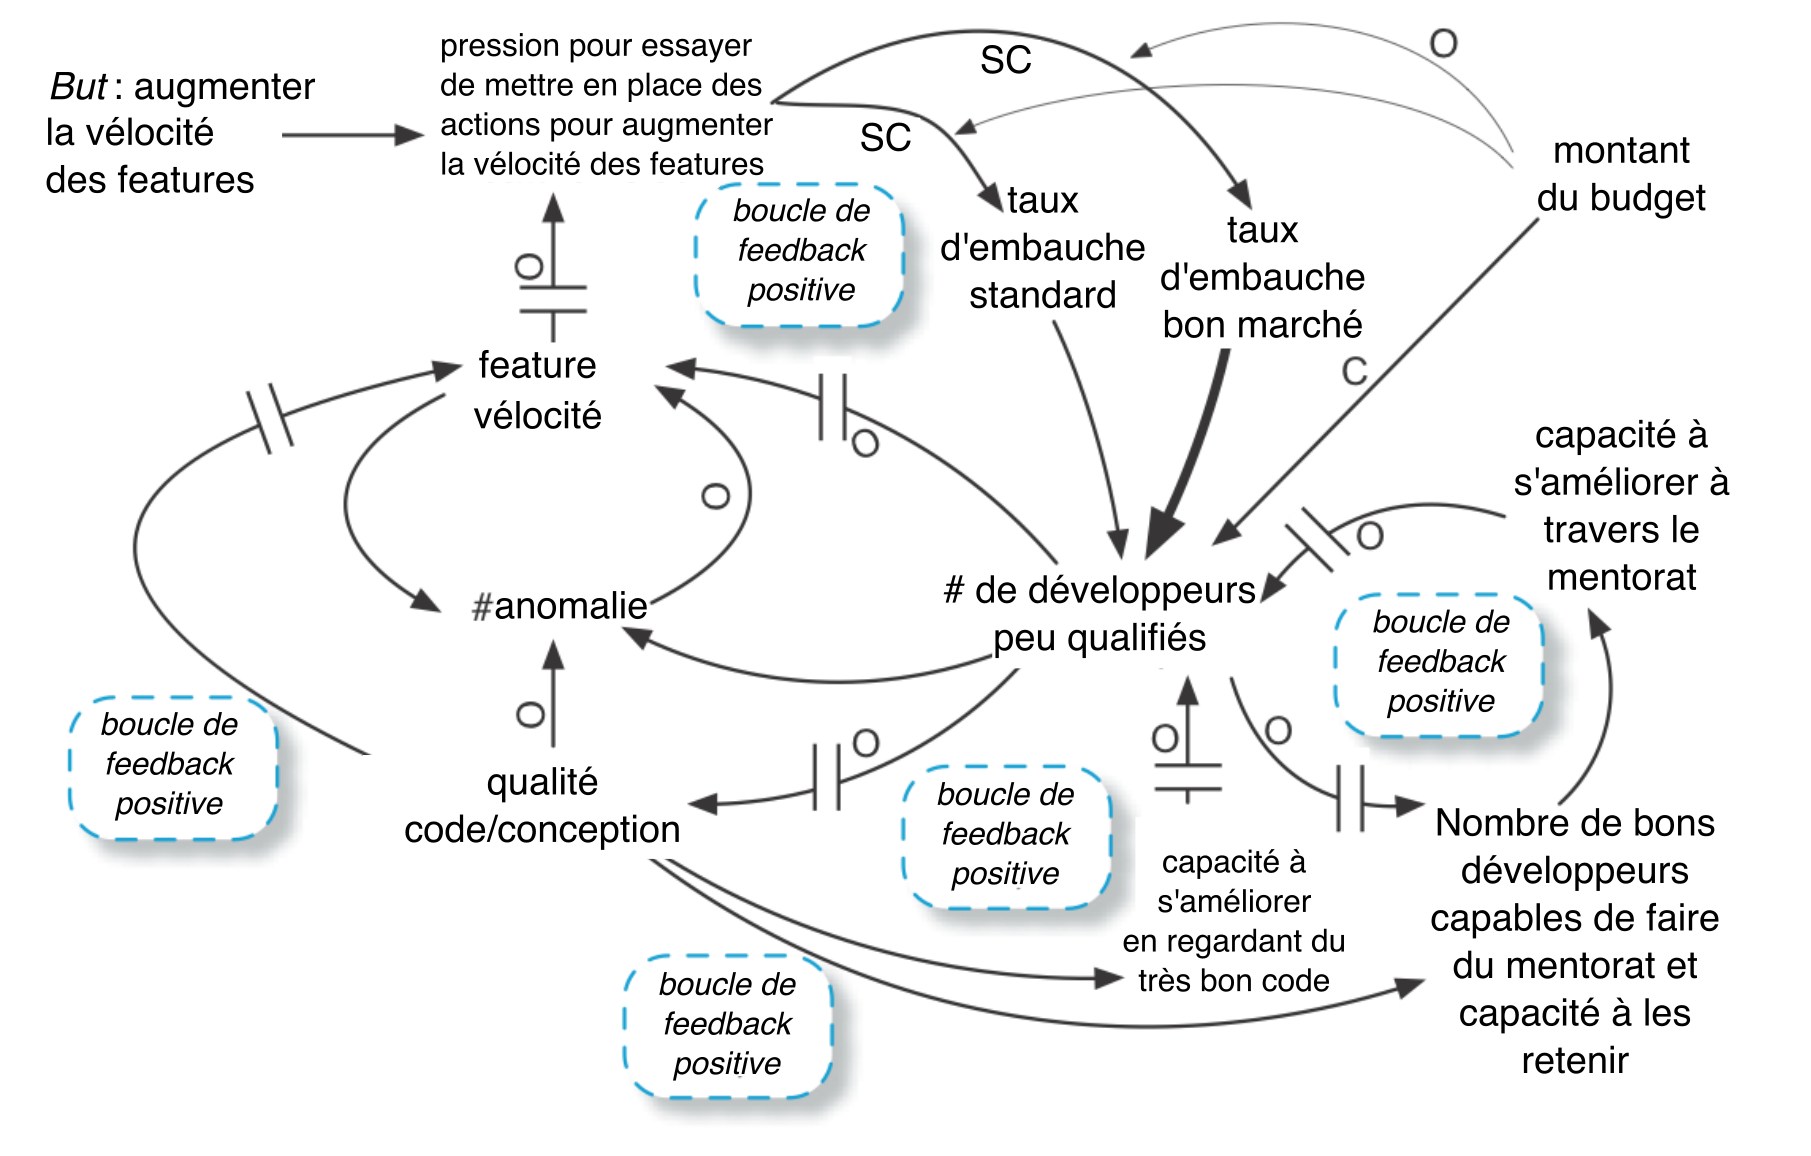 But : augmenter
la vélocité
des features
pression pour essayer
de mettre en place des
actions pour augmenter
la vélocité des features
SC
SC
O
montant
du budget
taux
d'embauche
standard
taux
d'embauche
bon marché
boucle de
feedback
positive
O
feature
vélocité
O
O
C
capacité à
s'améliorer à
travers le
mentorat
O
#anomalie
# de développeurs
peu qualifiés
boucle de
feedback
positive
boucle de
feedback
positive
O
qualité
code/conception
O
boucle de
feedback
positive
O
O
capacité à
s'améliorer
en regardant du
très bon code
Nombre de bons
développeurs
capables de faire
du mentorat et
capacité à les
retenir
boucle de
feedback
positive